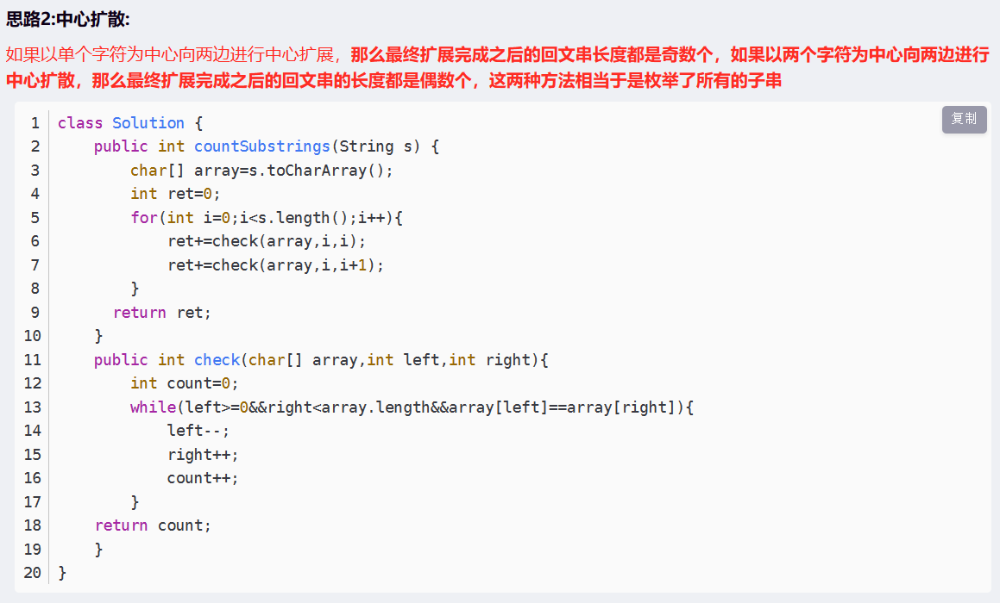 思路2:中心扩散:
如果以单个字符为中心向两边进行中心扩展，那么最终扩展完成之后的回文串长度都是奇数个，如果以两个字符为中心向两边进行
中心扩散，那么最终扩展完成之后的回文串的长度都是偶数个，这两种方法相当于是枚举了所有的子串
复制
1 class Solution {
2     public int countSubstrings(String s) {
3         char[] array=s.toCharArray();
4         int ret=0;
5         for(int i=0;i<s.length();i++){
6             ret+=check(array,i,i);
7             ret+=check(array,i,i+1);
8         }
9       return ret;
10     }
11     public int check(char[] array,int left,int right){
12         int count=0;
13         while(left>=0&&right<array.length&&array[left]==array[right]){
14             left--;
15             right++;
16             count++;
17         }
18     return count;
19     }
20 }